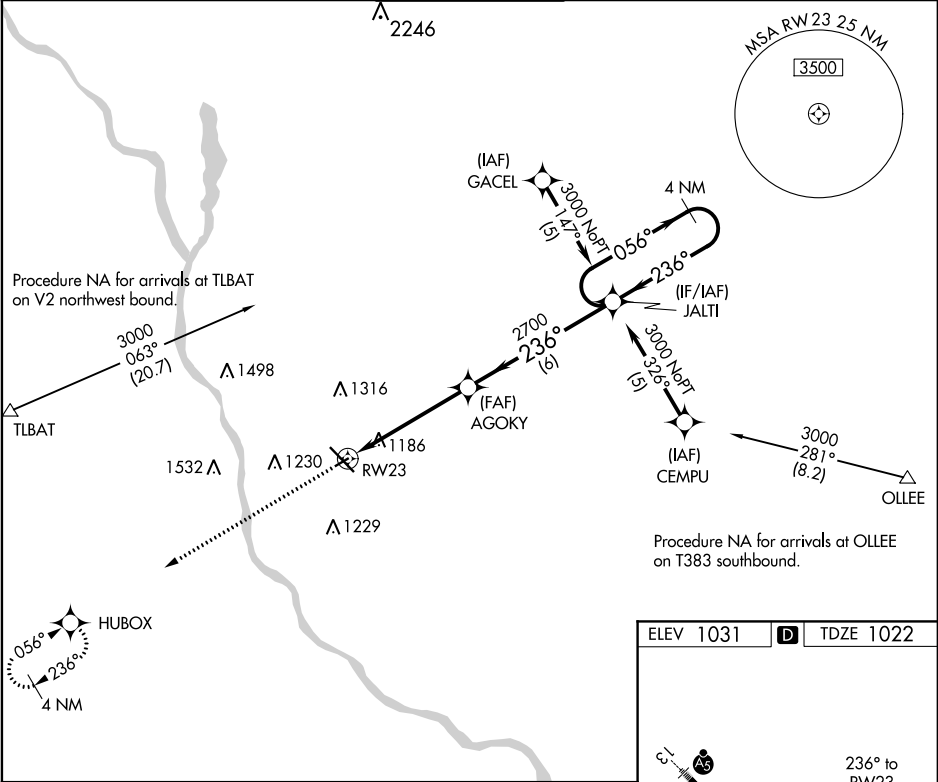 2246
MSA RW23 25 NM
3500
(IAF)
GACEL
3000 NoPT
147°
(5)
4 NM
056°
236°
(IF/IAF)
JALTI
Procedure NA for arrivals at TLBAT
on V2 northwest bound.
3000
063°
(20.7)
TLBAT
2700
236°
(6)
3000 NoPT
326°
(5)
1498
1316
(FAF)
AGOKY
1186
RW23
1532
1230
1229
(IAF)
CEMPU
3000
281°
(8.2)
OLLEE
Procedure NA for arrivals at OLLEE
on T383 southbound.
HUBOX
056°
236°
4 NM
ELEV 1031
D
TDZE 1022
13
A5
236° to
RW23